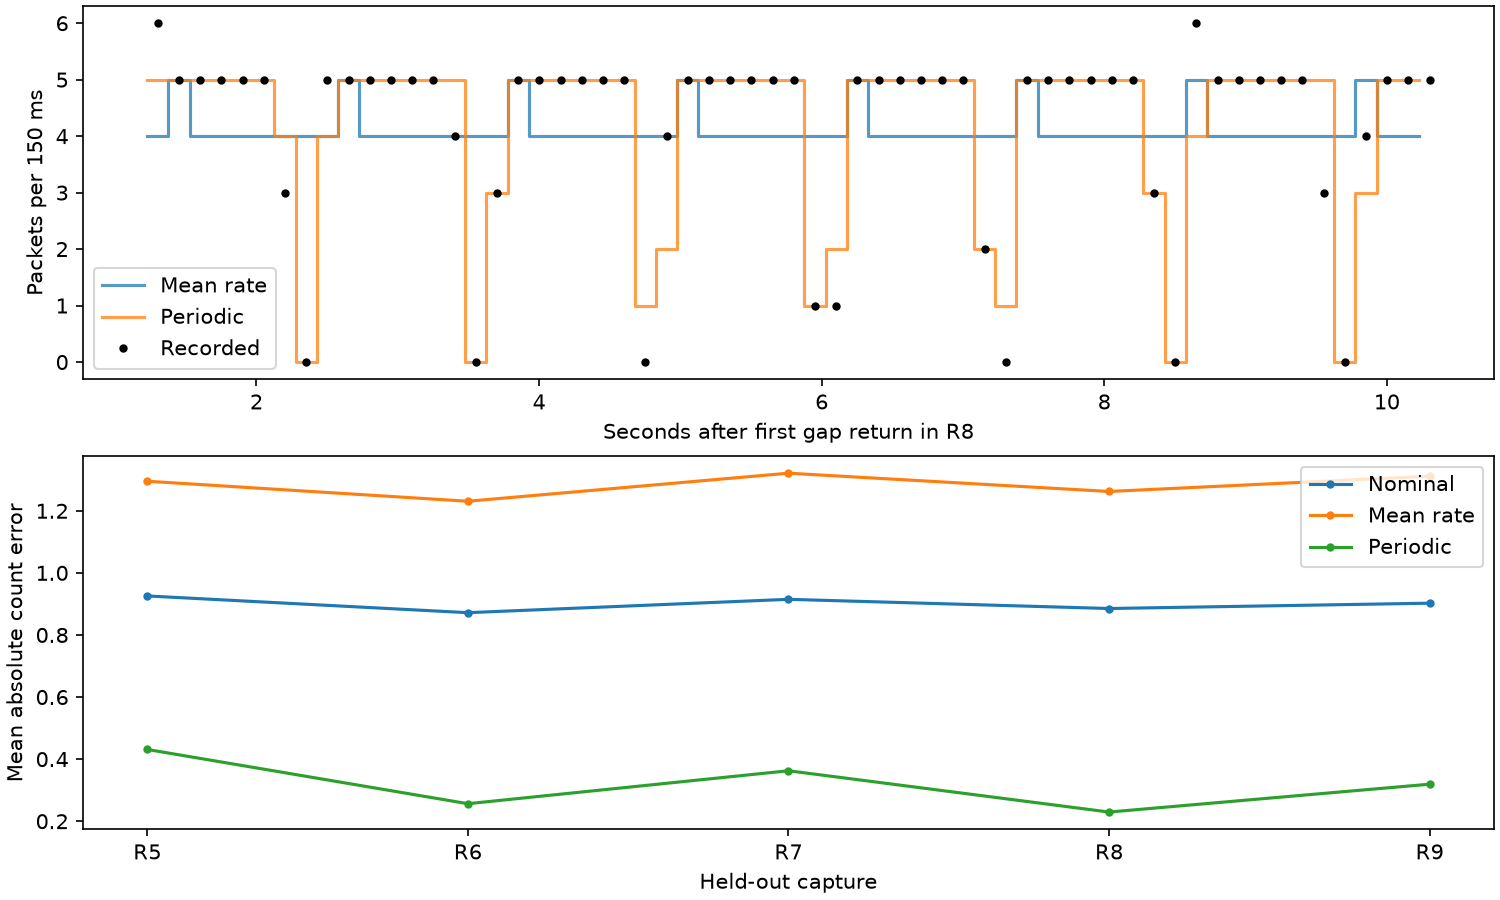 Packets per 150 ms
6
5
4
3
2
1
0
Mean rate
Periodic
Recorded
2
4
6
8
10
Seconds after first gap return in R8
Mean absolute count error
1.2
1.0
0.8
0.6
0.4
0.2
Nominal
Mean rate
Periodic
R5
R6
R7
R8
R9
Held-out capture